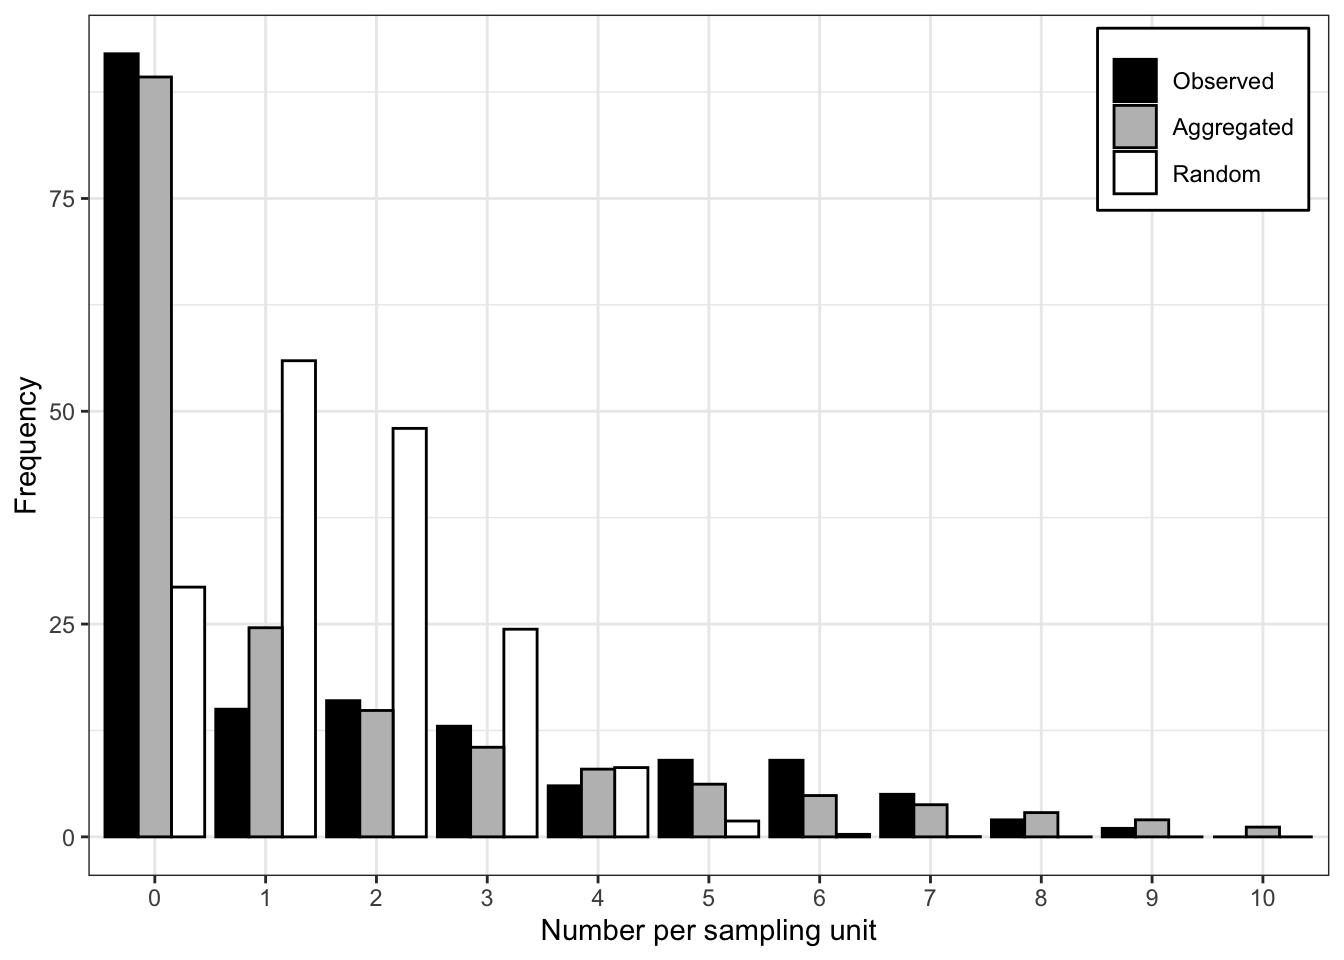 Observed
Aggregated
Random
75
50
25
0
Frequency
0 1 2 3 4 5 6 7 8 9 10
Number per sampling unit